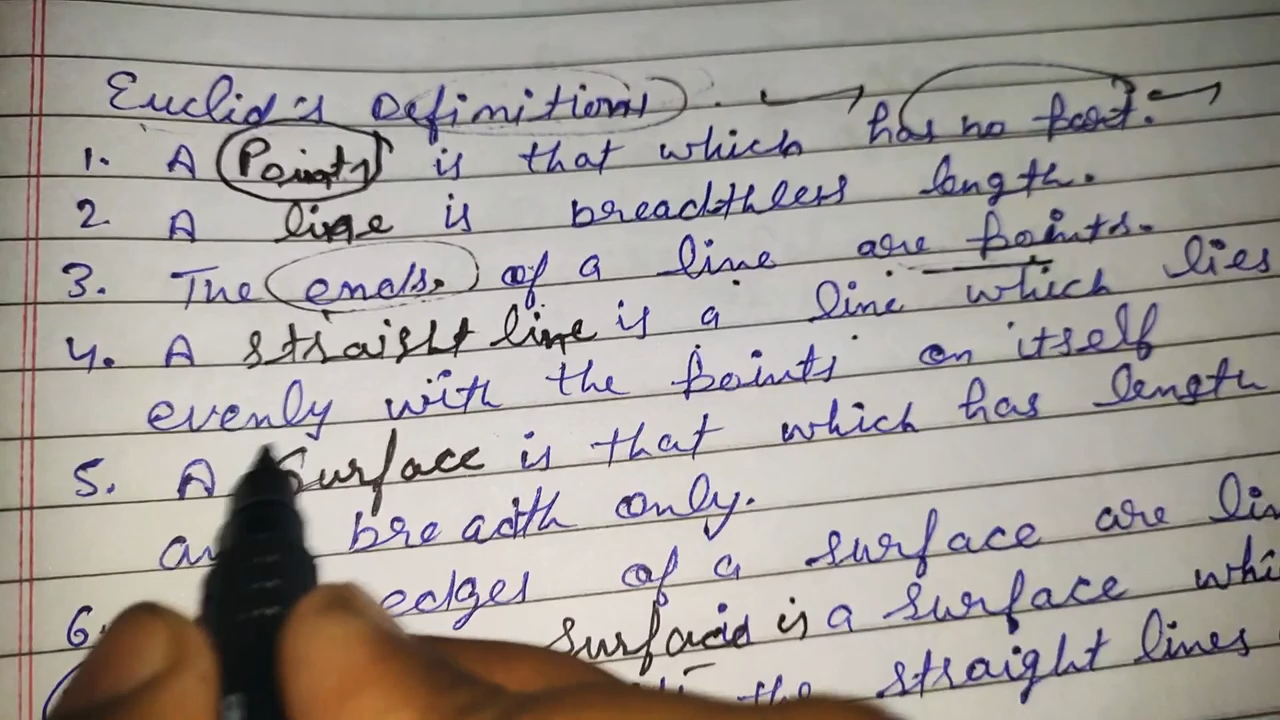 Euclid's Definitions
1. A Point is that which has no part.
2 A line is breadthless length.
3. The ends of a line are points.
4. A straight line is a line which lies
evenly with the points on itself
5. A Surface is that which has length
breadth only.
6. edges of a surface are
surface is a surface
the straight lines